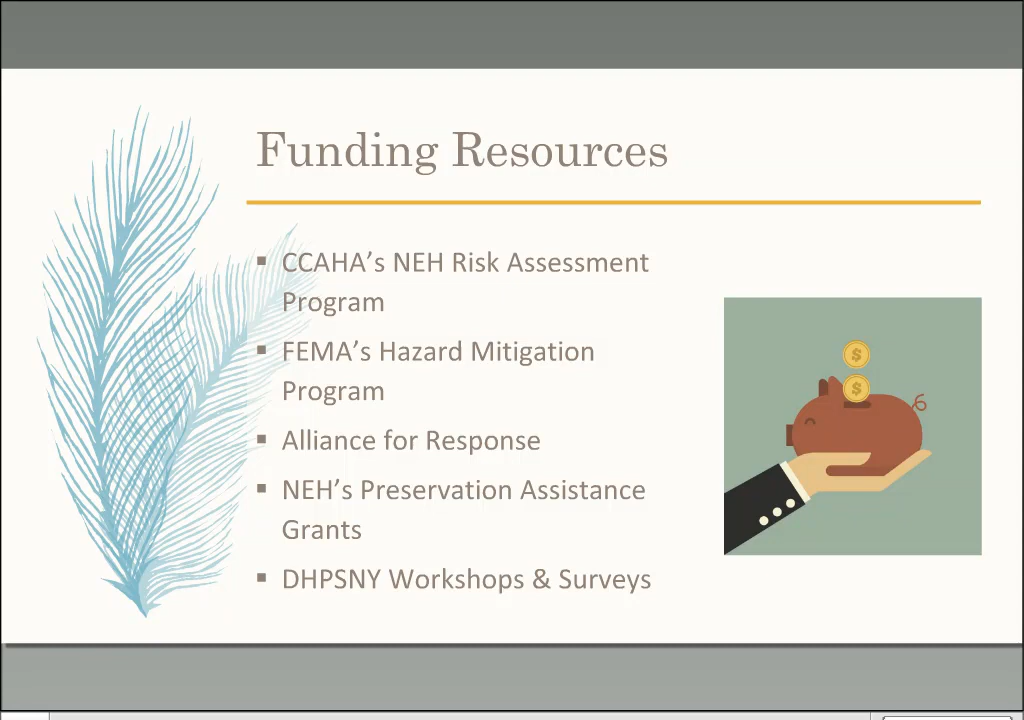 Funding Resources
▪ CCAHA’s NEH Risk Assessment
Program
▪ FEMA’s Hazard Mitigation
Program
▪ Alliance for Response
▪ NEH’s Preservation Assistance
Grants
▪ DHPSNY Workshops & Surveys
$
$